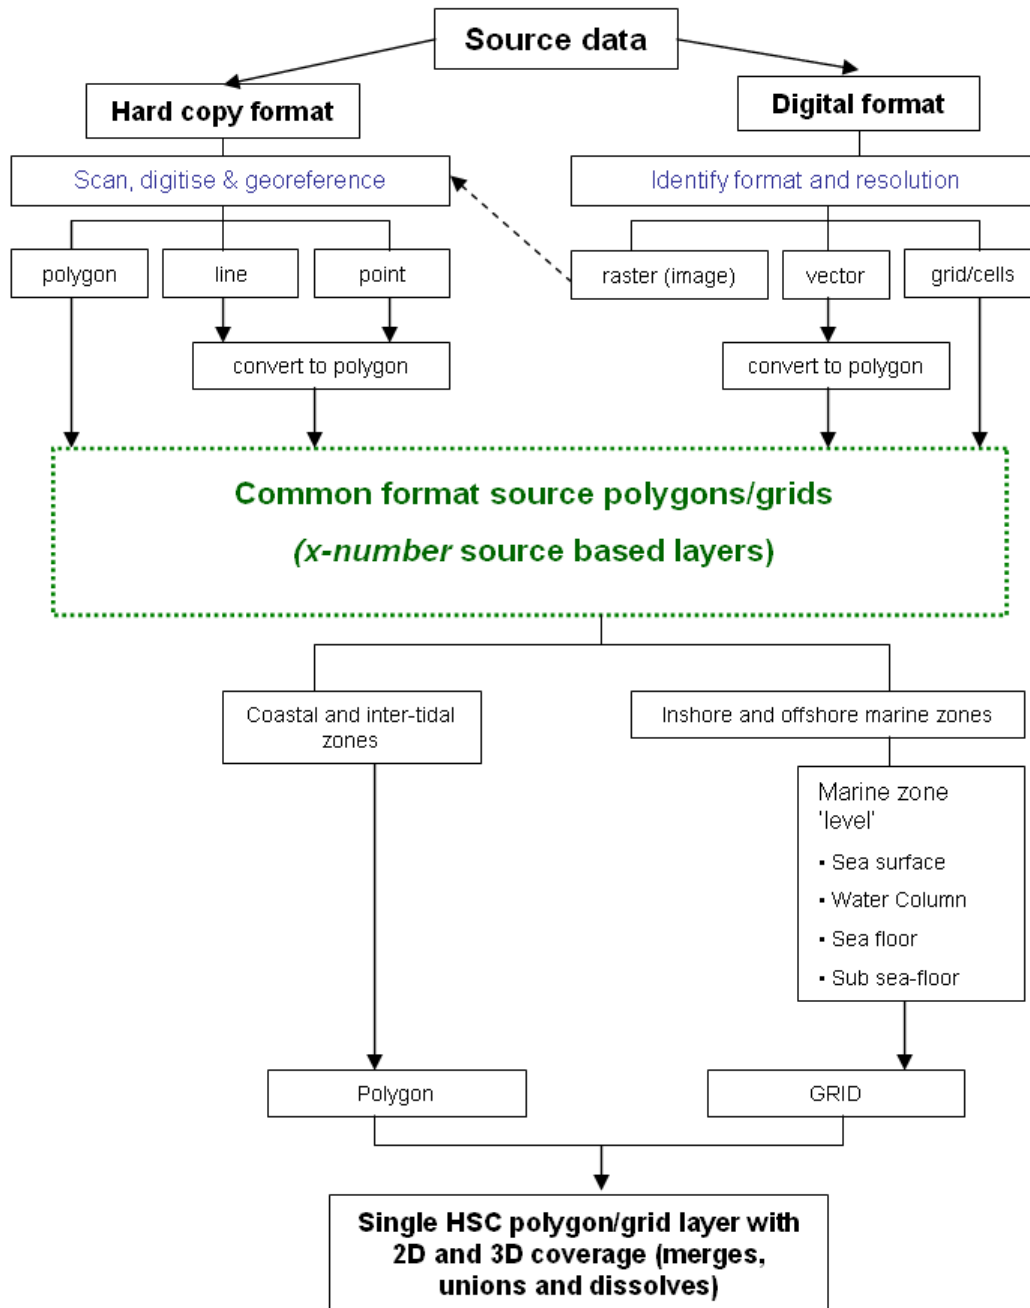 Source data
Hard copy format
Digital format
Scan, digitise & georeference
Identify format and resolution
polygon
line
point
raster (image)
vector
grid/cells
convert to polygon
convert to polygon
Common format source polygons/grids
(x-number source based layers)
Coastal and inter-tidal
zones
Inshore and offshore marine zones
Marine zone
'level'
▪ Sea surface
▪ Water Column
▪ Sea floor
▪ Sub sea-floor
Polygon
GRID
Single HSC polygon/grid layer with
2D and 3D coverage (merges,
unions and dissolves)